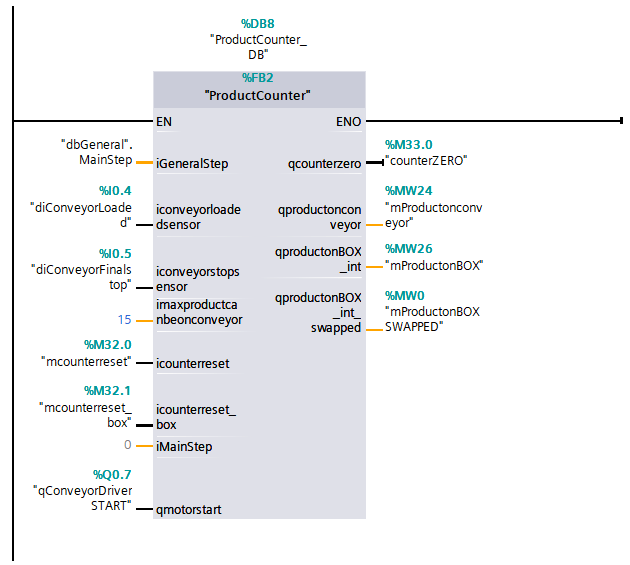 %DB8
"ProductCounter_
DB"
%FB2
"ProductCounter"
EN
ENO
"dbGeneral".
MainStep
iGeneralStep
%I0.4
"diConveyorLoade
d"
iconveyorloade
dsensor
%I0.5
"diConveyorFinals
top"
iconveyorstops
ensor
15
imaxproductca
nbeonconveyor
%M32.0
"mcounterreset"
icounterreset
%M32.1
"mcounterreset_
box"
icounterreset_
box
0
iMainStep
%Q0.7
"qConveyorDriver
START"
qmotorstart
qcounterzero
%M33.0
"counterZERO"
qproductoncon
veyor
%MW24
"mProductonconv
eyor"
qproductonBOX
_int
%MW26
"mProductonBOX"
qproductonBOX
_int_
swapped
%MW0
"mProductonBOX
SWAPPED"